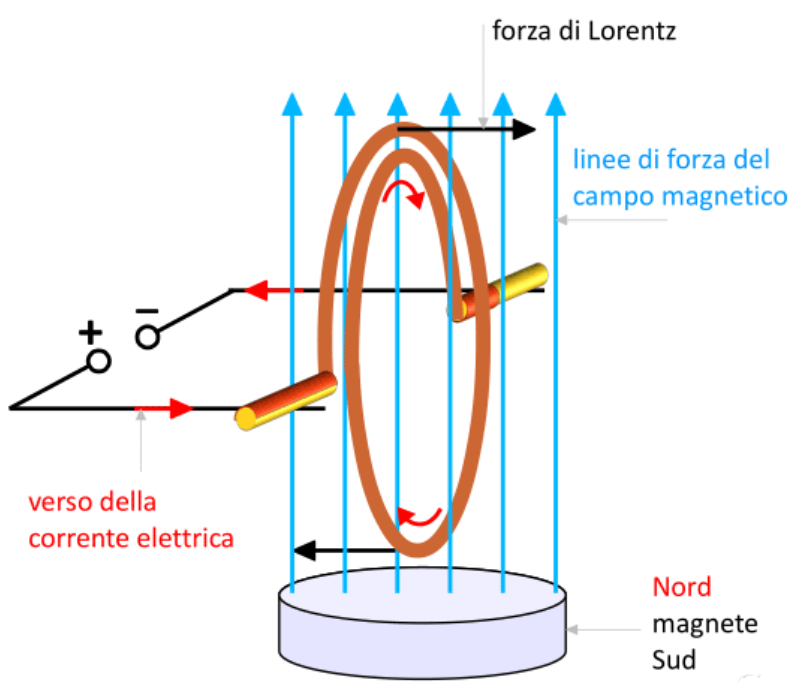 forza di Lorentz
linee di forza del
campo magnetico
−
+
verso della
corrente elettrica
Nord
magnete
Sud